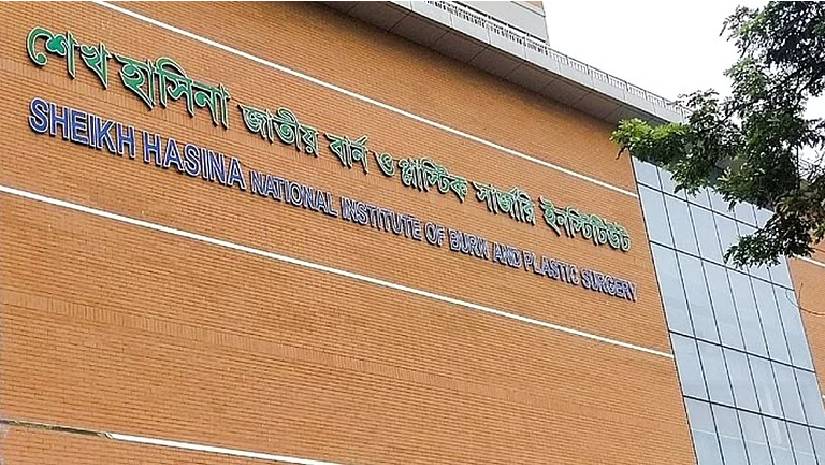 শেখ হাসিনা জাতীয় বার্ন ও প্লাস্টিক সার্জারি ইনস্টিটিউট
SHEIKH HASINA NATIONAL INSTITUTE OF BURN AND PLASTIC SURGERY